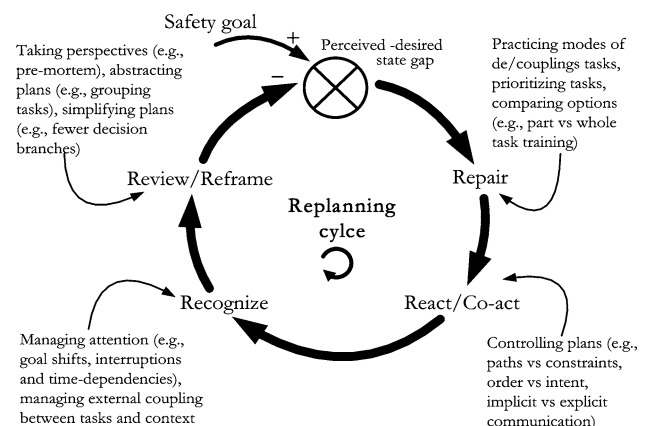 Safety goal
+
−
Perceived -desired
state gap
Taking perspectives (e.g.,
pre-mortem), abstracting
plans (e.g., grouping
tasks), simplifying plans
(e.g., fewer decision
branches)
Practicing modes of
de/couplings tasks,
prioritizing tasks,
comparing options
(e.g., part vs whole
task training)
Review/Reframe
Repair
Replanning
cylce
Recognize
React/Co-act
Managing attention (e.g.,
goal shifts, interruptions
and time-dependencies),
managing external coupling
between tasks and context
Controlling plans (e.g.,
paths vs constraints,
order vs intent,
implicit vs explicit
communication)